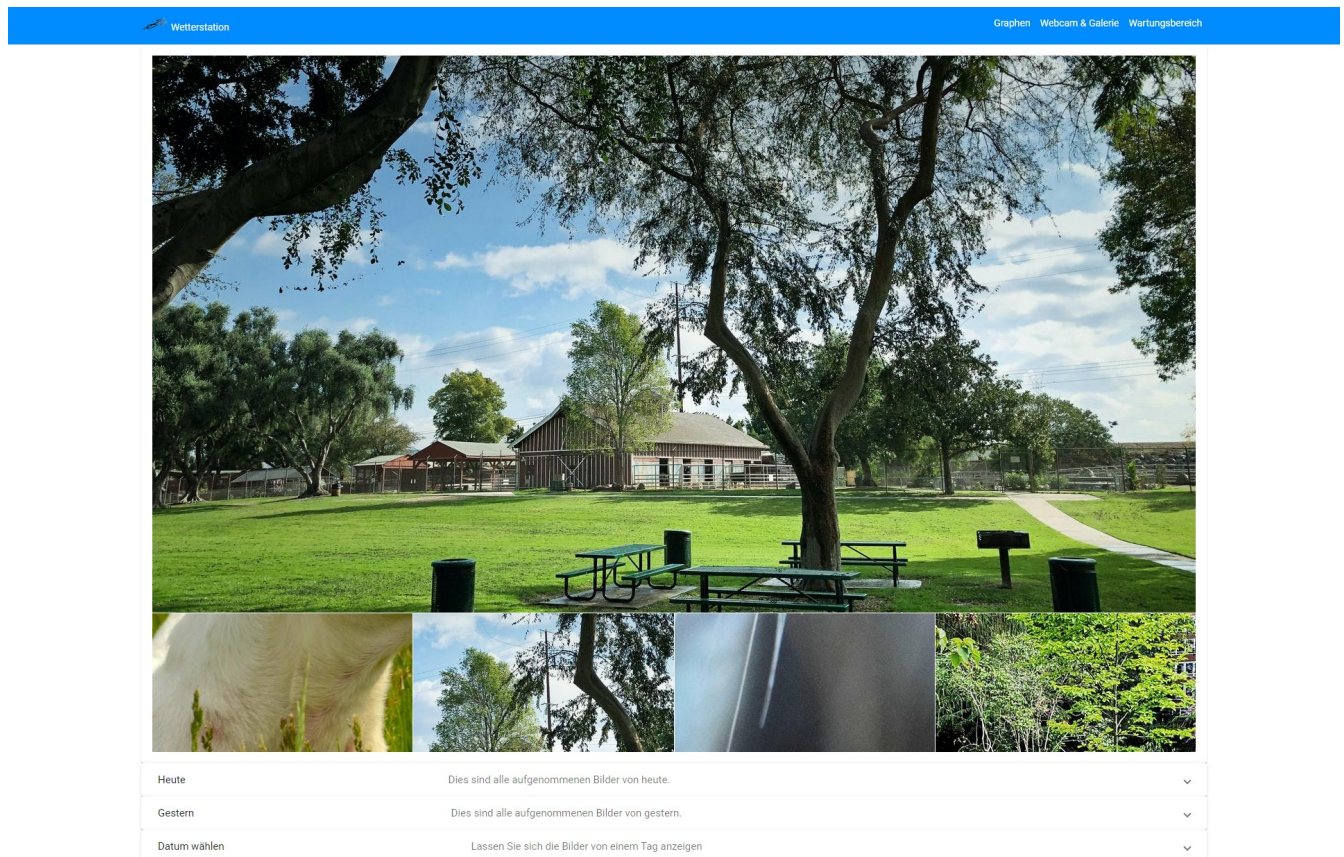 Wetterstation
Graphen Webcam & Galerie Wartungsbereich
Heute Dies sind alle aufgenommenen Bilder von heute.
Gestern Dies sind alle aufgenommenen Bilder von gestern.
Datum wählen Lassen Sie sich die Bilder von einem Tag anzeigen